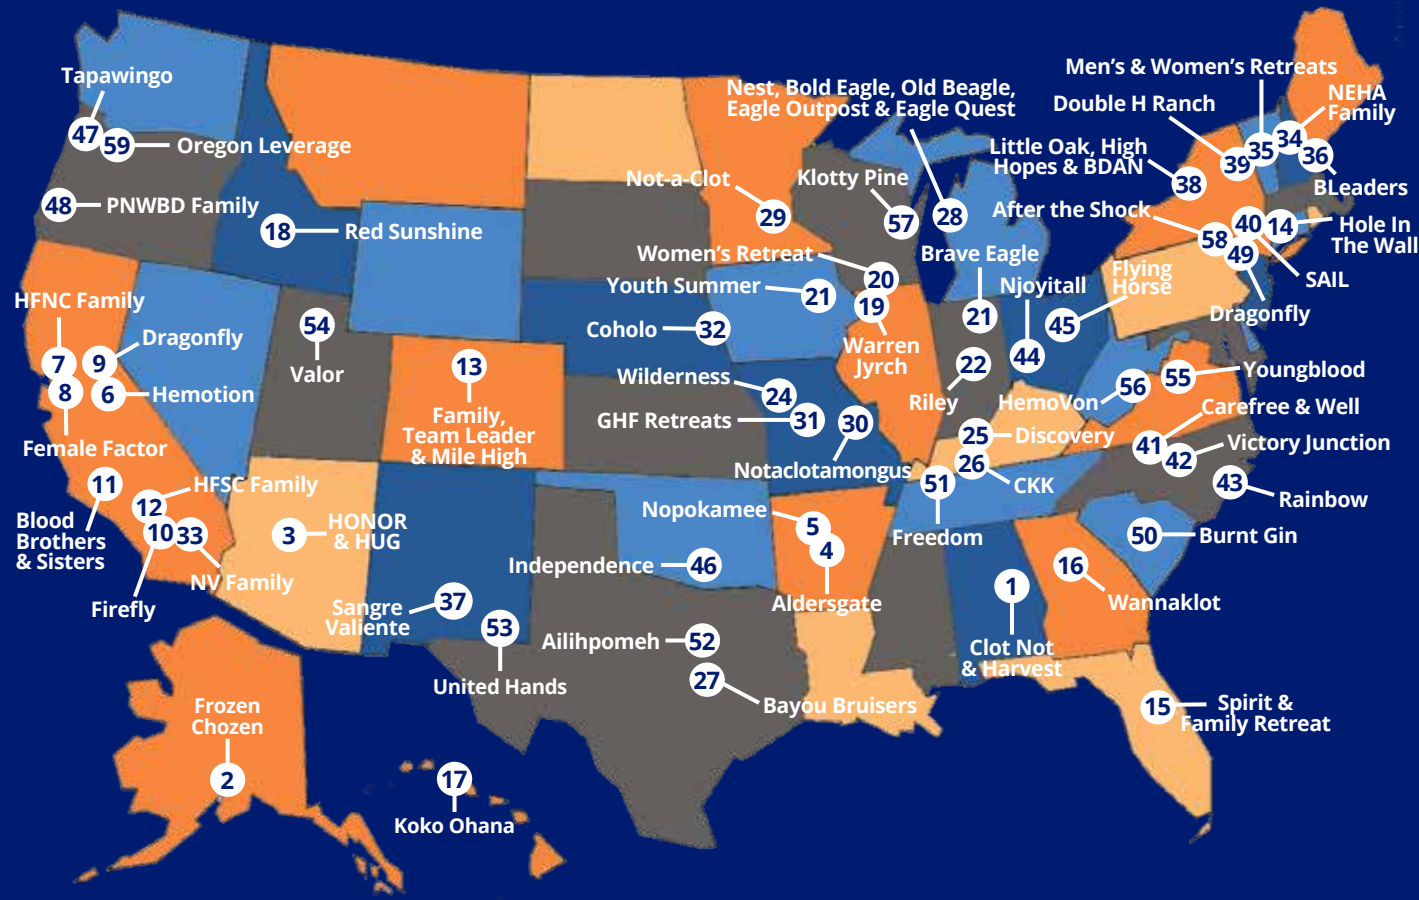 Tapawingo
47
59
Oregon Leverage
48
PNWBD Family
18
Red Sunshine
HFNC Family
7
8
Female Factor
9
Dragonfly
6
Hemotion
54
Valor
13
Family,
Team Leader
& Mile High
11
Blood
Brothers
& Sisters
12
HFSC Family
10
Firefly
33
NV Family
3
HONOR
& HUG
Sangre
Valiente
37
53
United Hands
Frozen
Chozen
2
17
Koko Ohana
Nest, Bold Eagle, Old Beagle,
Eagle Outpost & Eagle Quest
28
Not-a-Clot
29
Klotty Pine
57
Women's Retreat
20
Youth Summer
21
19
Warren
Jyrch
Coholo
32
Wilderness
24
GHF Retreats
31
30
Notaclotamongus
Nopokamee
5
4
Aldersgate
Independence
46
Ailihpomeh
52
27
Bayou Bruisers
Brave Eagle
21
22
Riley
Njoyitall
44
Flying
Horse
45
HemoVon
56
25
Discovery
26
CKK
51
Freedom
1
Clot Not
& Harvest
16
Wannaklot
15
Spirit &
Family Retreat
50
Burnt Gin
43
Rainbow
42
Victory Junction
41
Carefree & Well
55
Youngblood
Men's & Women's Retreats
35
Double H Ranch
39
NEHA
Family
34
36
BLeaders
Little Oak, High
Hopes & BDAN
38
After the Shock
58
40
SAIL
14
Hole In
The Wall
49
Dragonfly